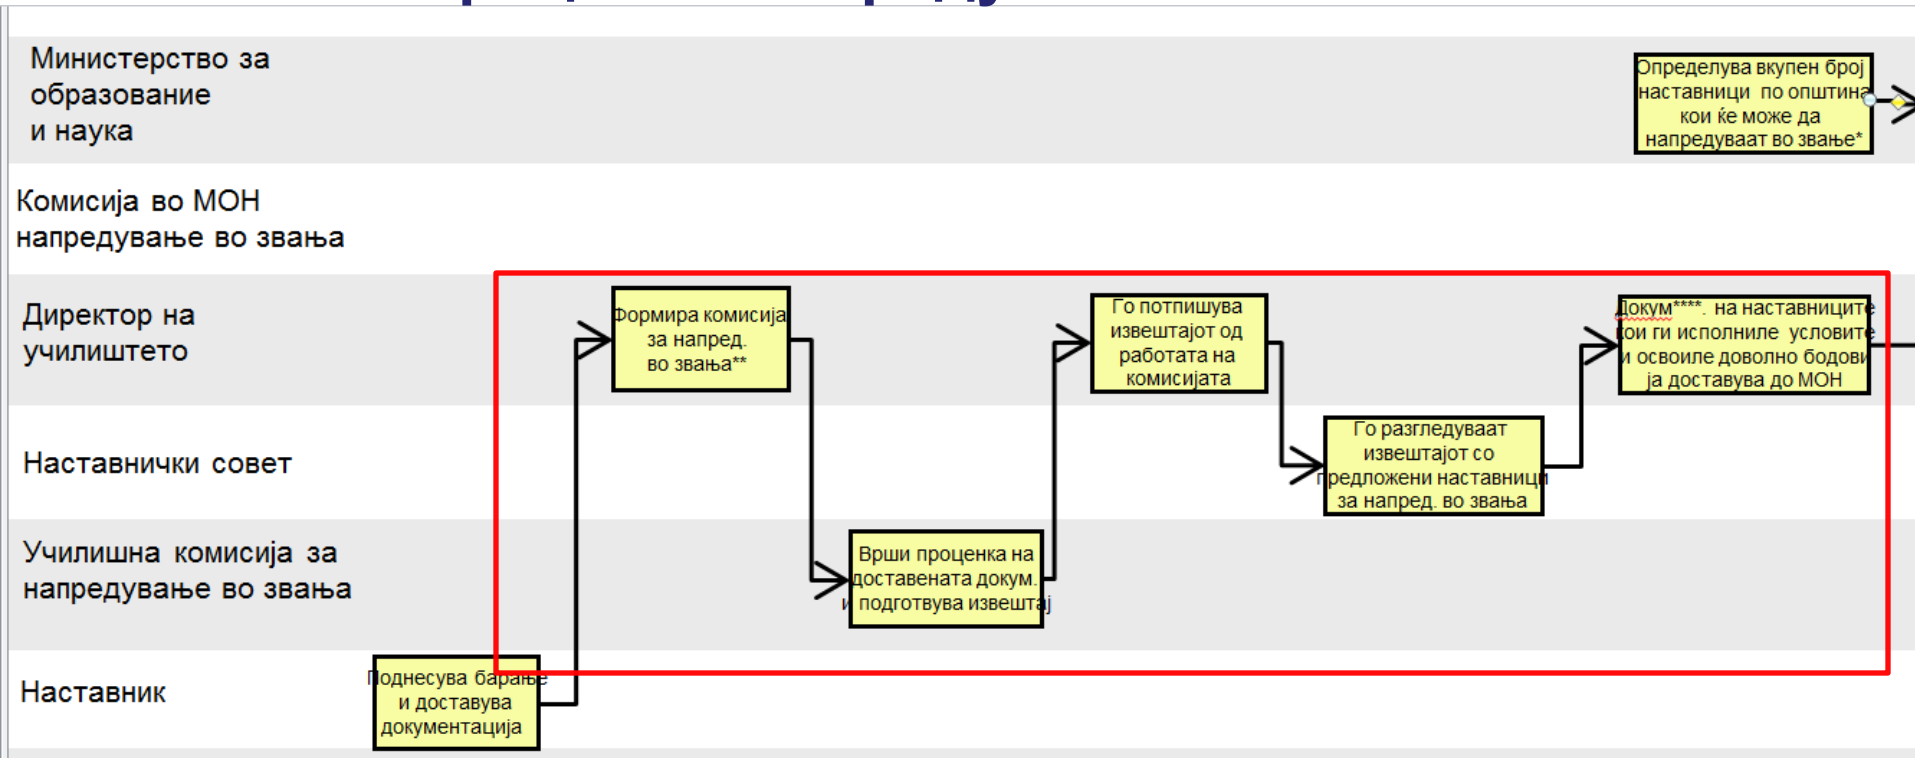 Министерство за
образование
и наука
Определува вкупен број
наставници по општина
кои ќе може да
напредуваат во звање*
Комисија во МОН
напредување во звања
Директор на
училиштето
Формира комисија
за напред.
во звања**
Го потпишува
извештајот од
работата на
комисијата
Докум****. на наставниците
кои ги исполниле условите
и освоиле доволно бодови
ја доставува до МОН
Наставнички совет
Го разгледуваат
извештајот со
предложени наставници
за напред. во звања
Училишна комисија за
напредување во звања
Врши проценка на
доставената докум.
и подготвува извештај
Наставник
Поднесува барање
и доставува
документација